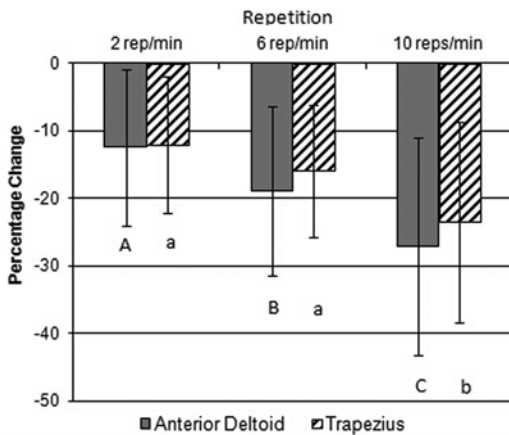 Repetition
2 rep/min 6 rep/min 10 reps/min
0
-10
-20
-30
-40
-50
Percentage Change
A a
B a
C b
Anterior Deltoid Trapezius